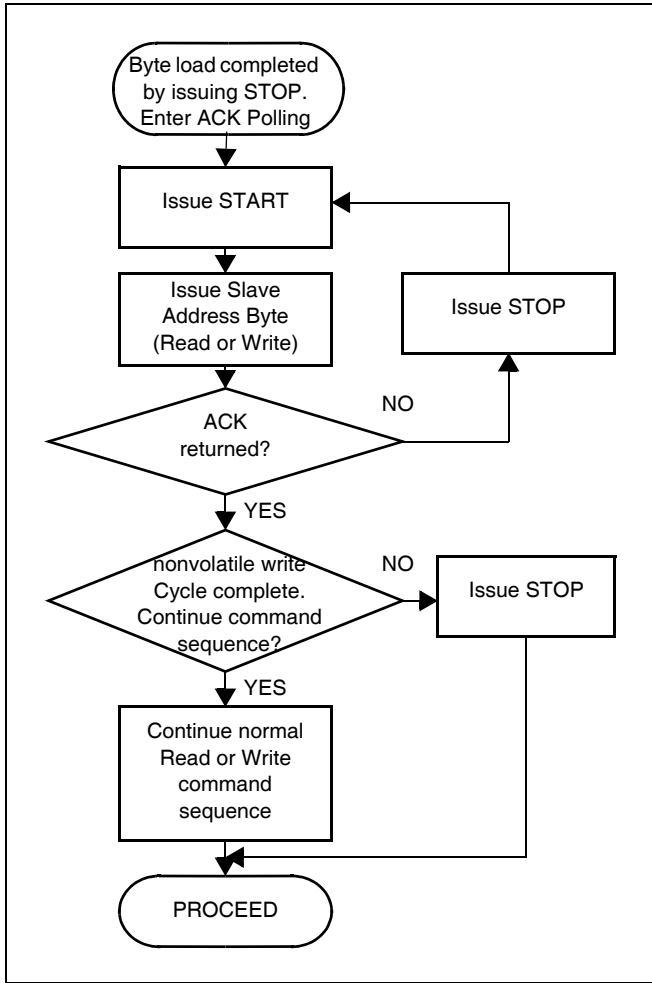 Byte load completed
by issuing STOP.
Enter ACK Polling
Issue START
Issue Slave
Address Byte
(Read or Write)
Issue STOP
ACK
returned?
NO
YES
nonvolatile write
Cycle complete.
Continue command
sequence?
NO
Issue STOP
YES
Continue normal
Read or Write
command
sequence
PROCEED